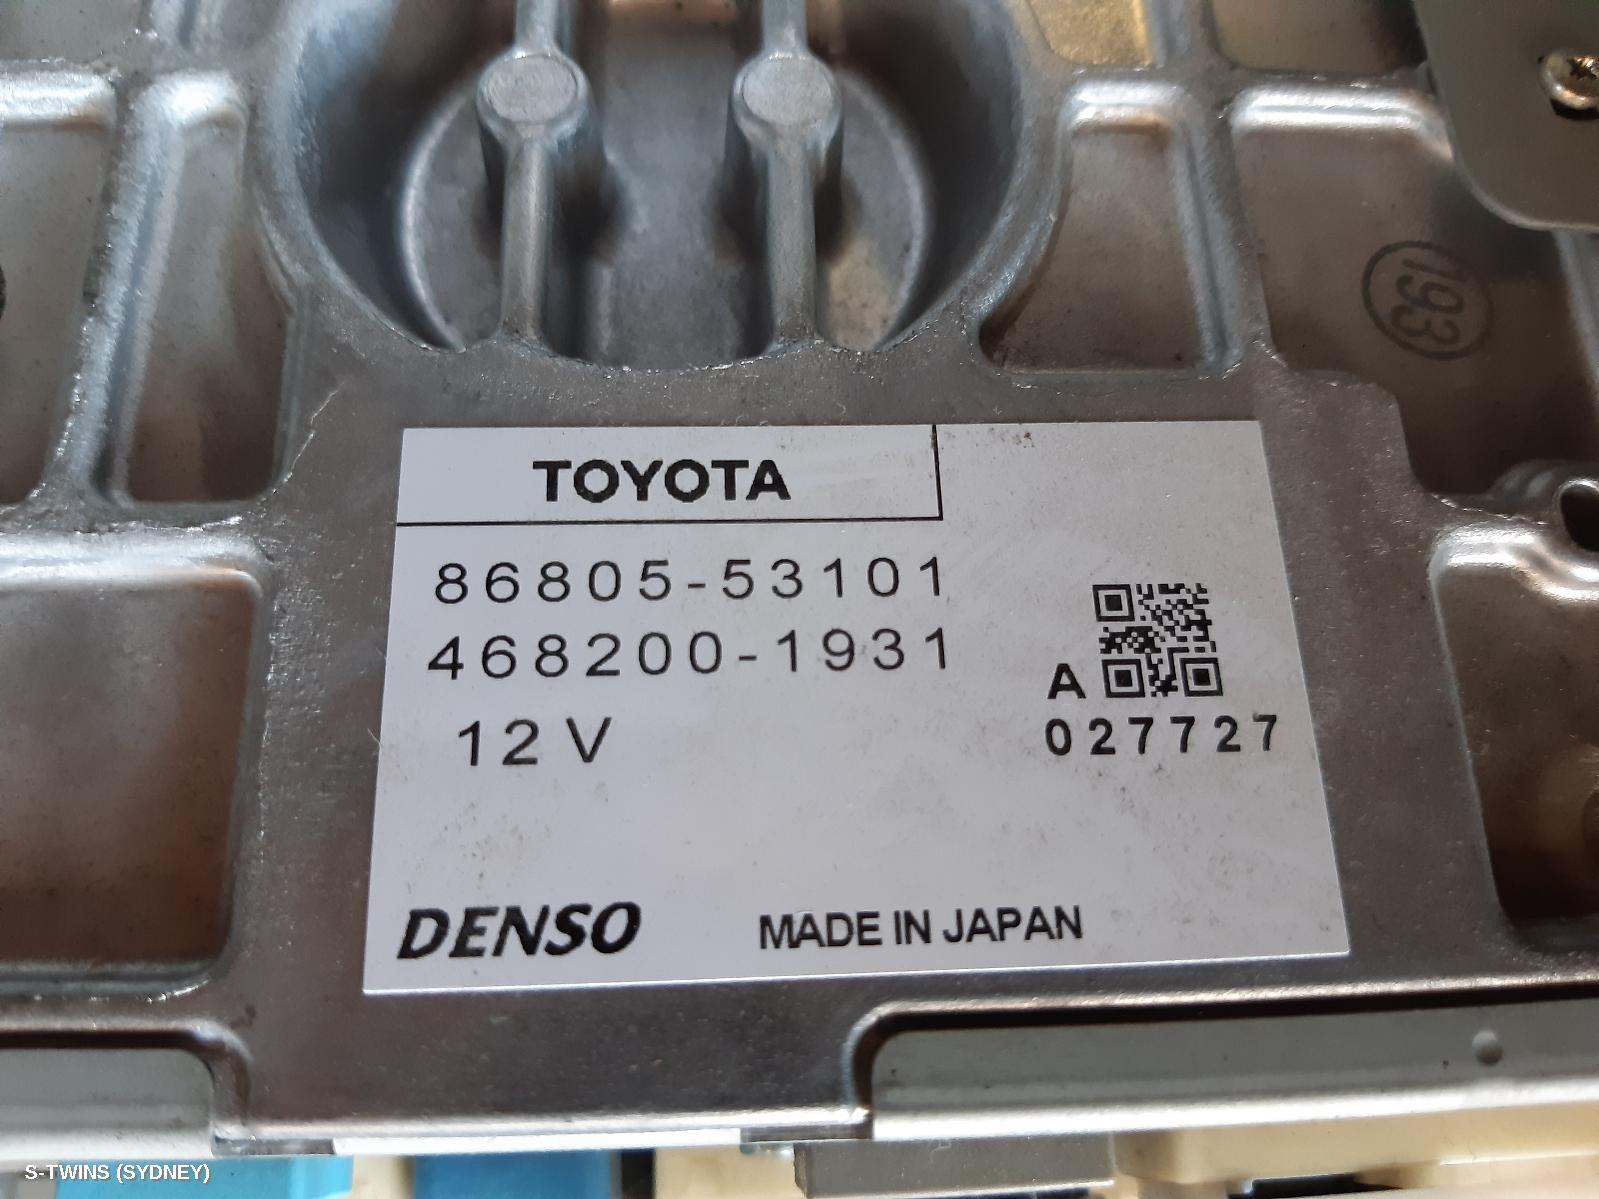 193
TOYOTA
86805-53101
468200-1931
12V
A
027727
DENSO
MADE IN JAPAN
S-TWINS (SYDNEY)